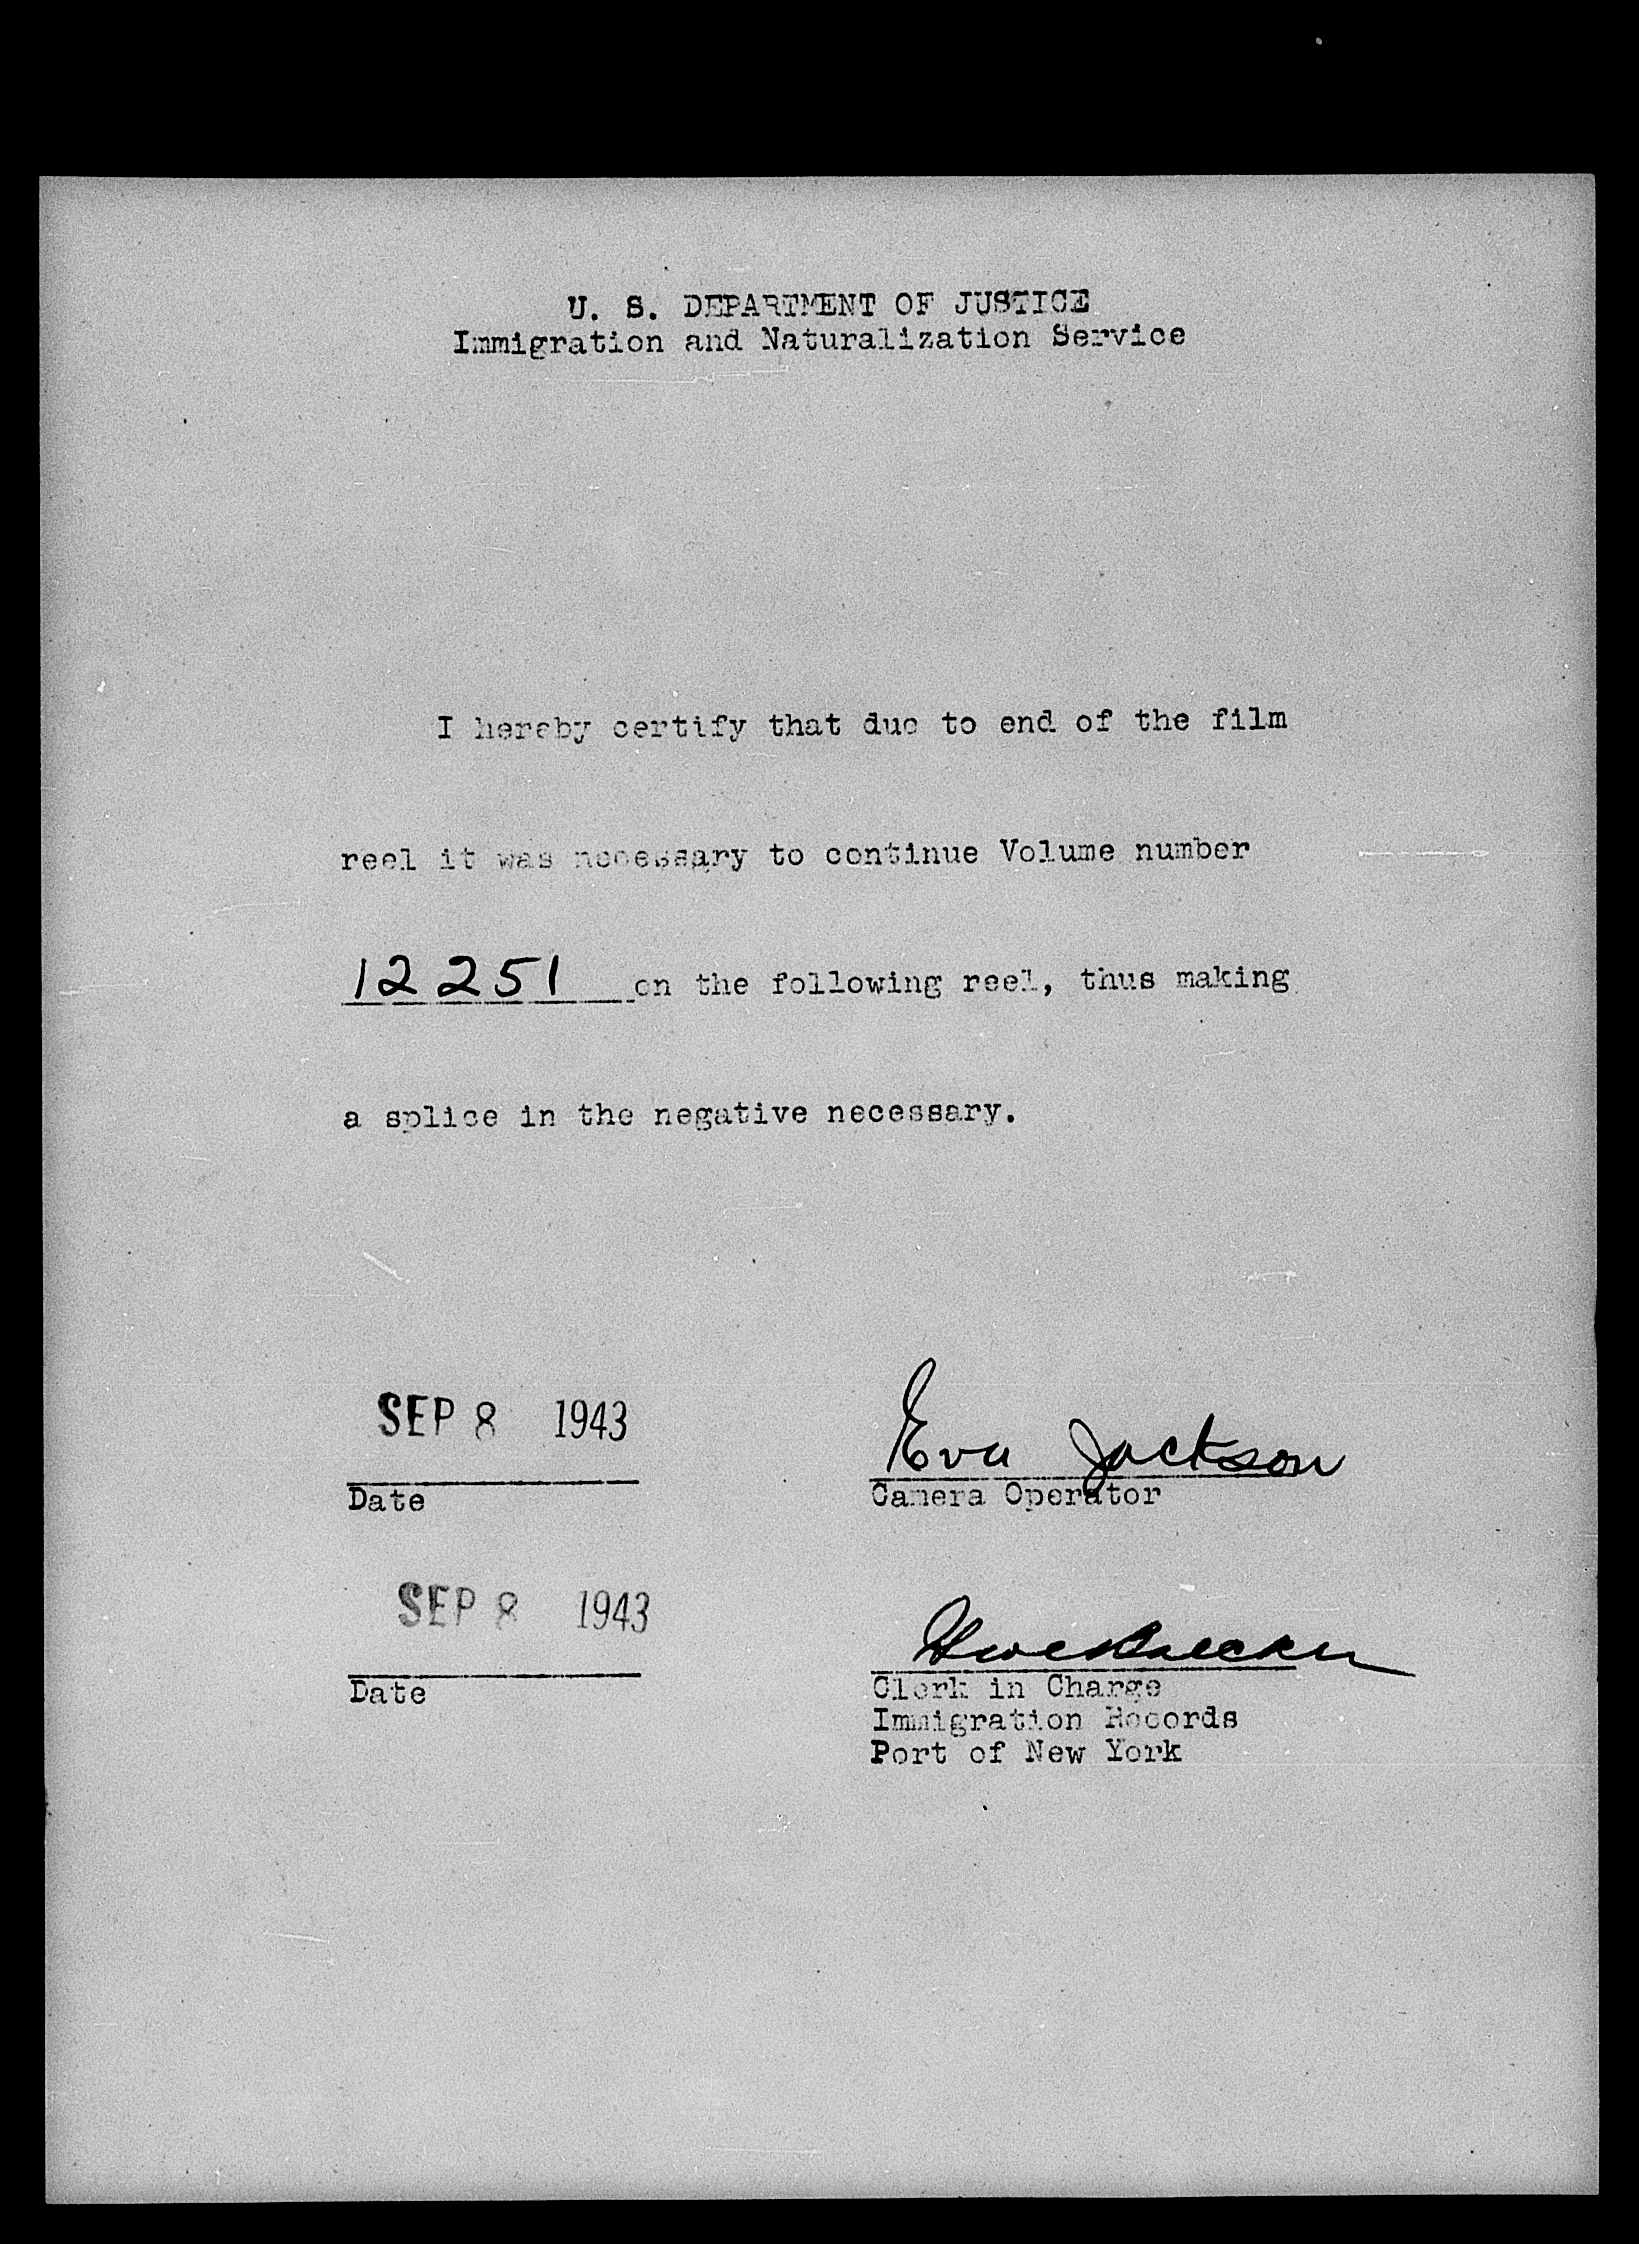 U. S. DEPARTMENT OF JUSTICE
Immigration and Naturalization Service
I hereby certify that due to end of the film
reel it was necessary to continue Volume number
12251 on the following reel, thus making
a splice in the negative necessary.
SEP 8 1943
Eva Jackson
Date
Camera Operator
SEP 8 1943
Date
Clerk in Charge
Immigration Records
Port of New York